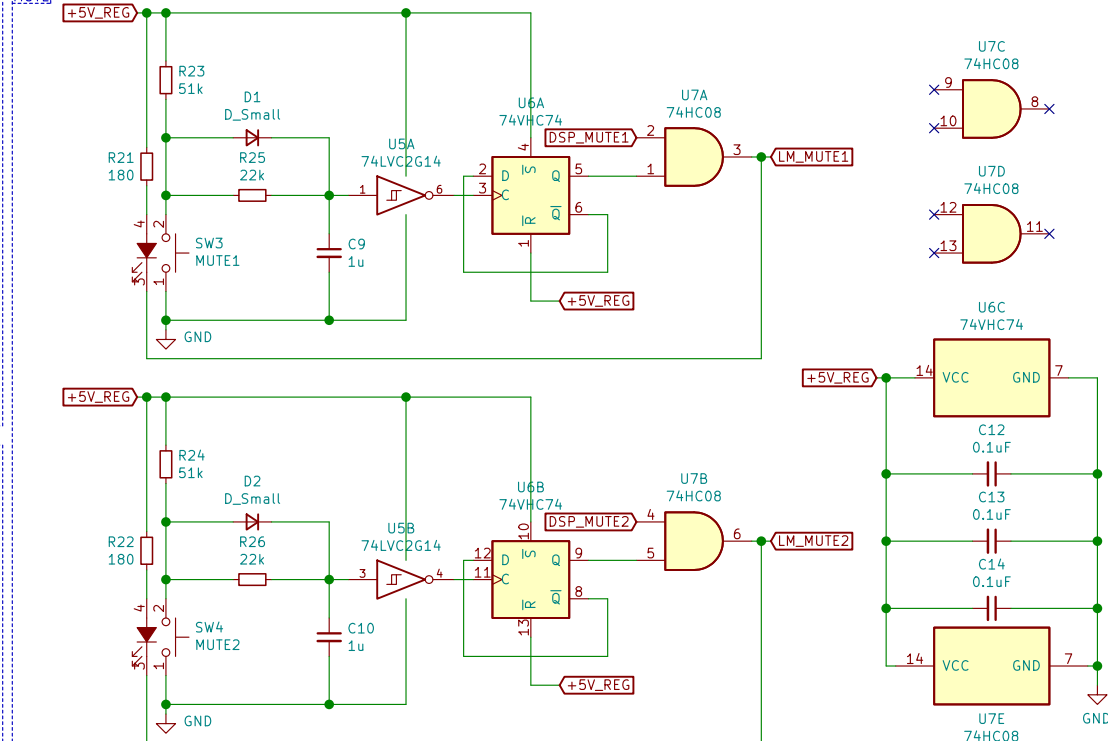 +5V_REG
R23
51k
D1
D_Small
R25
22k
R21
180
4
2
SW3
MUTE1
3
1
GND
C9
1u
U5A
74LVC2G14
1
6
U6A
74VHC74
4
2
3
D
C
S
R
Q
Q
5
6
1
+5V_REG
DSP_MUTE1
U7A
74HC08
2
1
3
LM_MUTE1
U7C
74HC08
9
10
8
U7D
74HC08
12
13
11
+5V_REG
R24
51k
D2
D_Small
R26
22k
R22
180
4
2
SW4
MUTE2
3
1
GND
C10
1u
U5B
74LVC2G14
3
4
U6B
74VHC74
10
12
11
D
C
S
R
Q
Q
9
8
13
+5V_REG
DSP_MUTE2
U7B
74HC08
4
5
6
LM_MUTE2
U6C
74VHC74
+5V_REG
14
VCC
GND
7
C12
0.1uF
C13
0.1uF
C14
0.1uF
14
VCC
GND
7
GND
U7E
74HC08